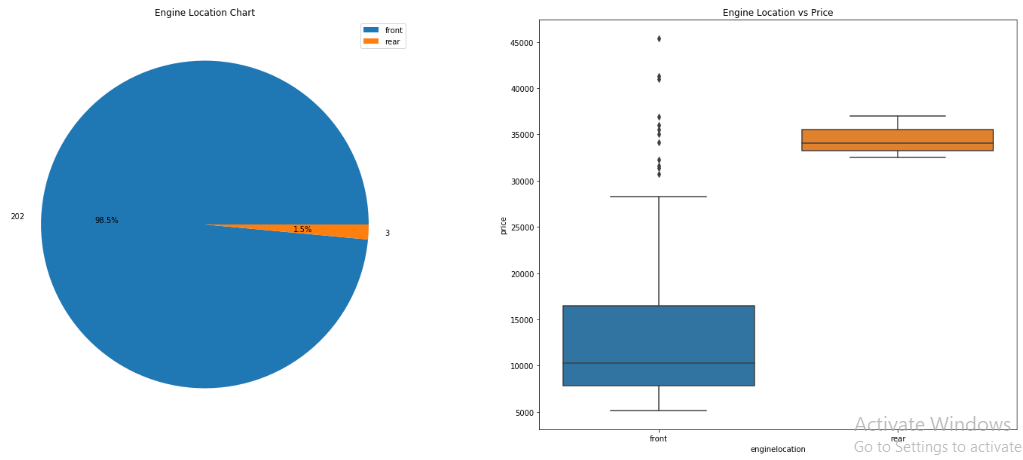 Engine Location Chart
front
rear
202
98.5%
1.5%
3
Engine Location vs Price
45000
40000
35000
30000
25000
20000
15000
10000
5000
price
front
rear
enginelocation
Activate Windows
Go to Settings to activate